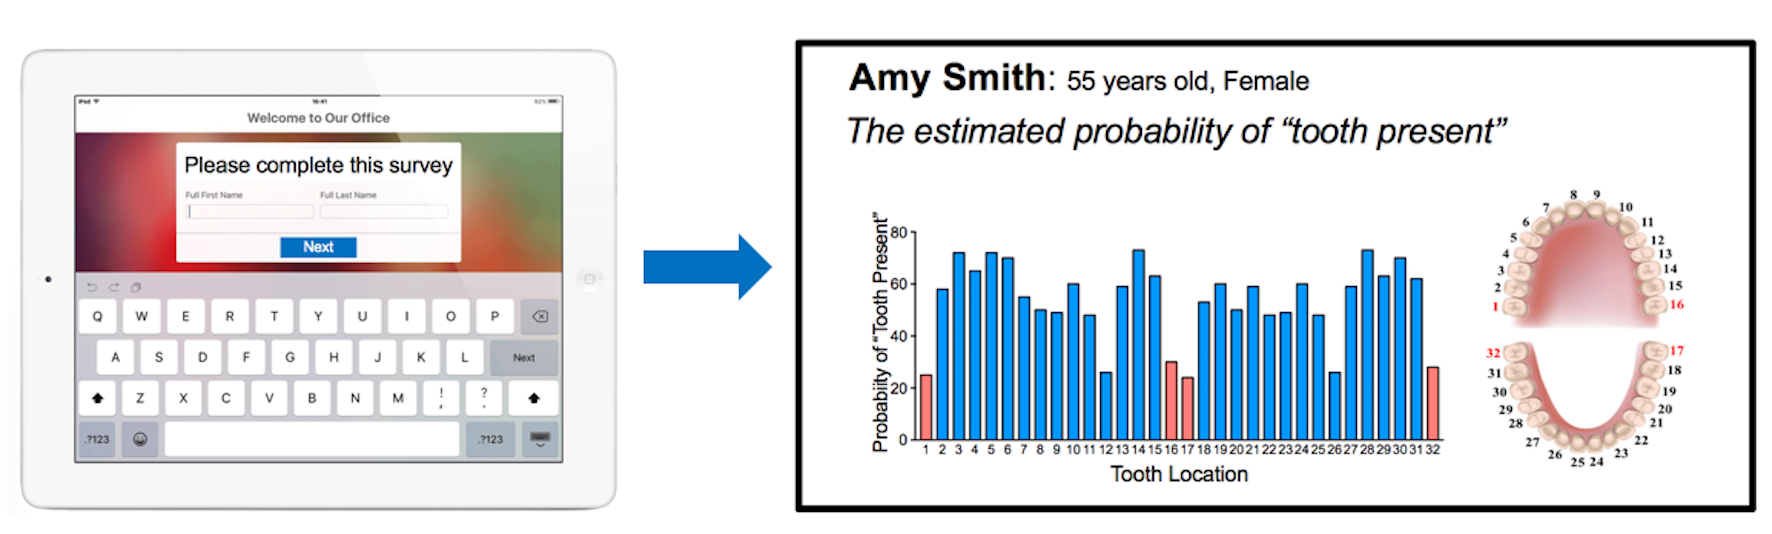 iPad
16:41
92%
Welcome to Our Office
Please complete this survey
Full First Name Full Last Name
Next
Q W E R T Y U I O P
A S D F G H J K L Next
Z X C V B N M ! , ? .
.?123 .?123
Amy Smith: 55 years old, Female
The estimated probability of “tooth present”
Probability of “Tooth Present”
80
60
40
20
0
1 2 3 4 5 6 7 8 9 10 11 12 13 14 15 16 17 18 19 20 21 22 23 24 25 26 27 28 29 30 31 32
Tooth Location
8 9
7 10
6 11
5 12
4 13
3 14
2 15
1 16
32 17
31 18
30 19
29 20
28 21
27 22
26 25 24 23